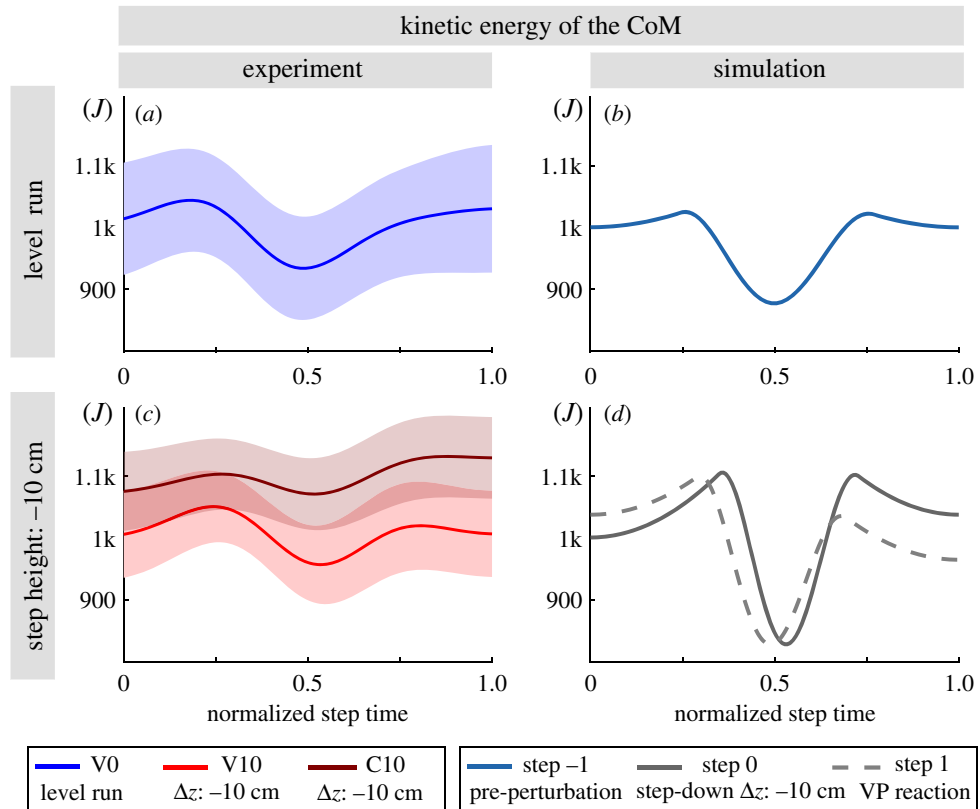 kinetic energy of the CoM
experiment
simulation
level run
(J)
(a)
1.1k
1k
900
0
0.5
1.0
(J)
(b)
1.1k
1k
900
0
0.5
1.0
step height: –10 cm
(J)
(c)
1.1k
1k
900
0
0.5
1.0
normalized step time
(J)
(d)
1.1k
1k
900
0
0.5
1.0
normalized step time
V0
level run
V10
Δz: –10 cm
C10
Δz: –10 cm
step –1
pre-perturbation
step 0
step-down Δz: –10 cm
step 1
VP reaction